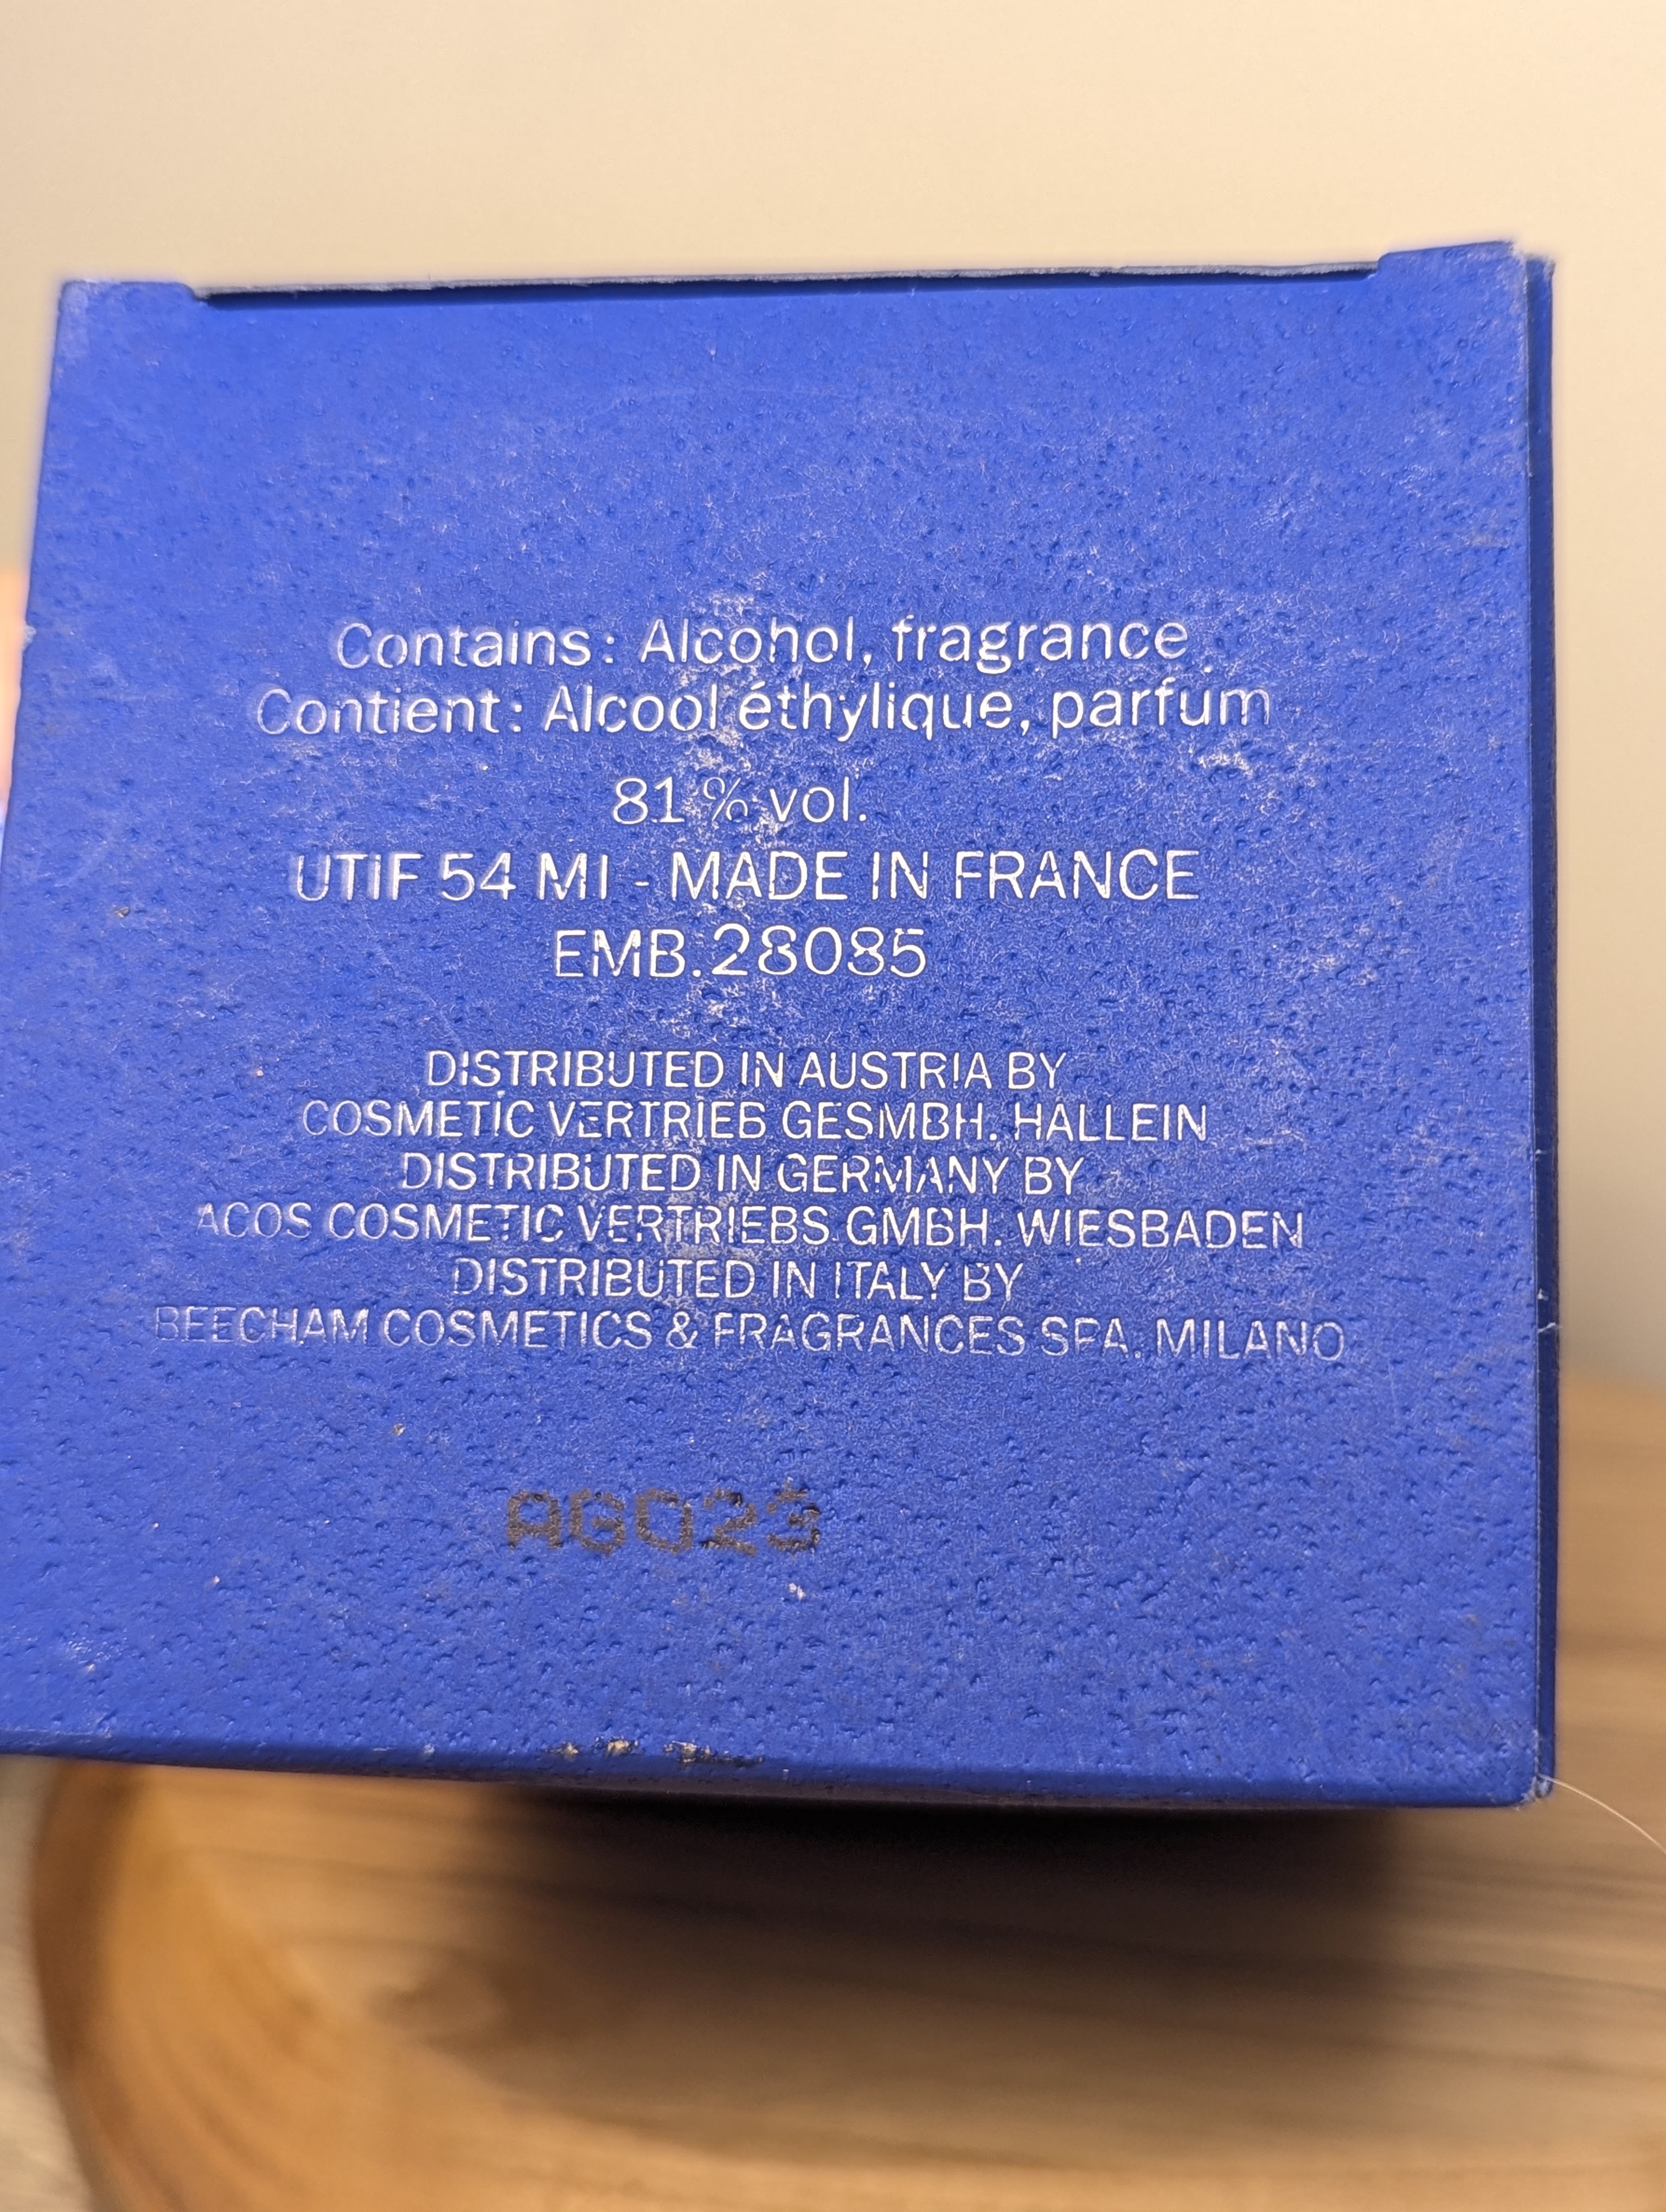 Contains: Alcohol, fragrance
Contient: Alcool éthylique, parfum
81 % vol.
UTIF 54 MI - MADE IN FRANCE
EMB.28085
DISTRIBUTED IN AUSTRIA BY
COSMETIC VERTRIEB GESMBH. HALLEIN
DISTRIBUTED IN GERMANY BY
ACOS COSMETIC VERTRIEBS GMBH. WIESBADEN
DISTRIBUTED IN ITALY BY
BEECHAM COSMETICS & FRAGRANCES SPA. MILANO